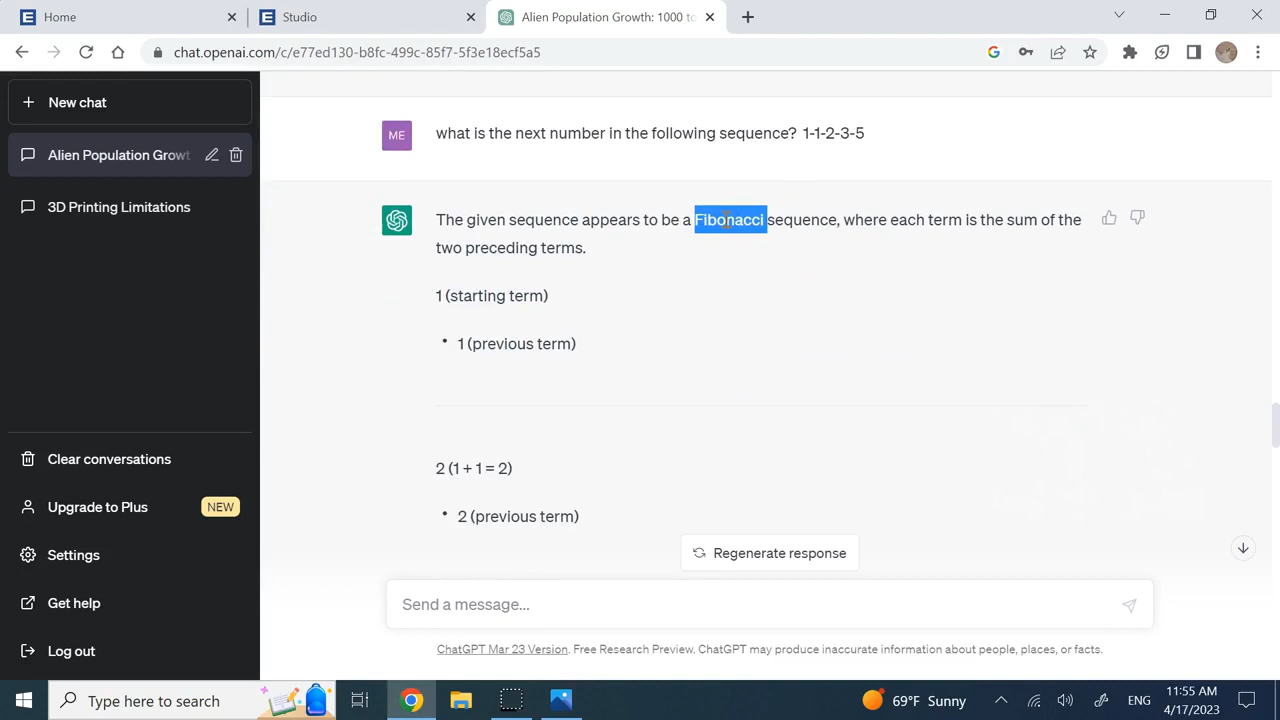 Home
Studio
Alien Population Growth: 1000 to
chat.openai.com/c/e77ed130-b8fc-499c-85f7-5f3e18ecf5a5
New chat
Alien Population Growt
3D Printing Limitations
ME
what is the next number in the following sequence? 1-1-2-3-5
The given sequence appears to be a Fibonacci sequence, where each term is the sum of the
two preceding terms.
1 (starting term)
• 1 (previous term)
2 (1 + 1 = 2)
• 2 (previous term)
Clear conversations
Upgrade to Plus NEW
Settings
Get help
Log out
Regenerate response
Send a message...
ChatGPT Mar 23 Version. Free Research Preview. ChatGPT may produce inaccurate information about people, places, or facts.
Type here to search
69°F Sunny
ENG
11:55 AM
4/17/2023